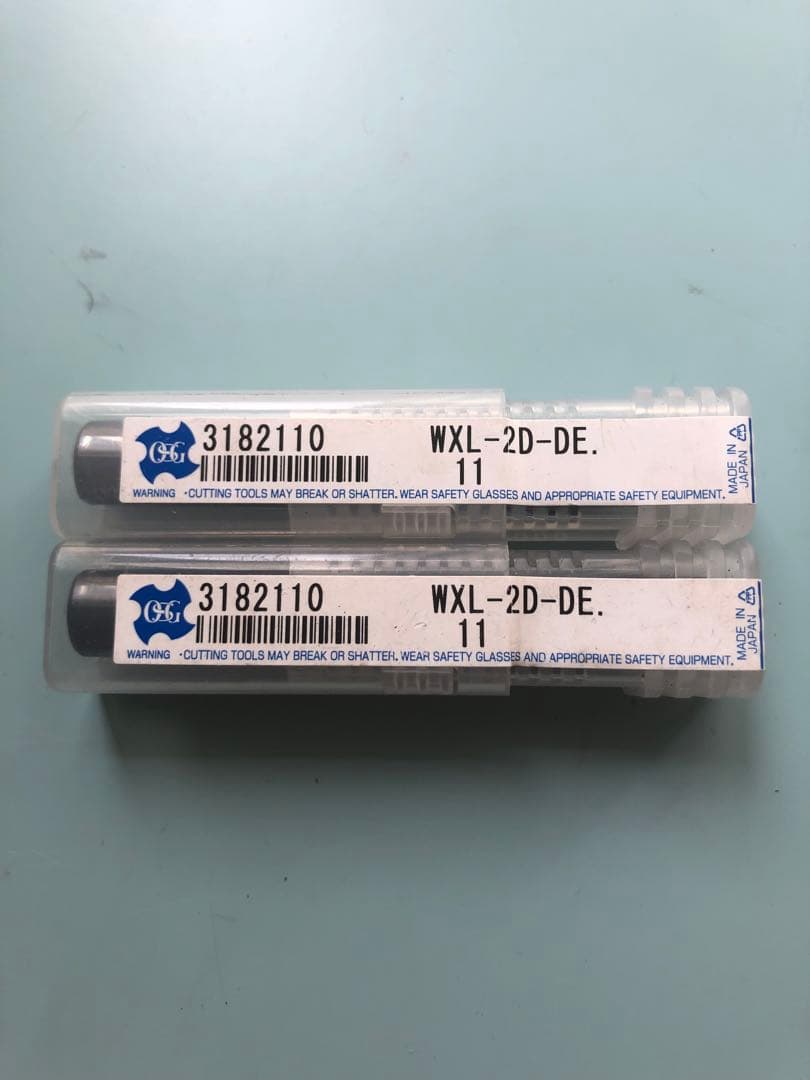 OSG 3182110 WXL-2D-DE.
11
WARNING ・CUTTING TOOLS MAY BREAK OR SHATTER. WEAR SAFETY GLASSES AND APPROPRIATE SAFETY EQUIPMENT.
MADE IN
JAPAN
OSG 3182110 WXL-2D-DE.
11
WARNING ・CUTTING TOOLS MAY BREAK OR SHATTER. WEAR SAFETY GLASSES AND APPROPRIATE SAFETY EQUIPMENT.
MADE IN
JAPAN